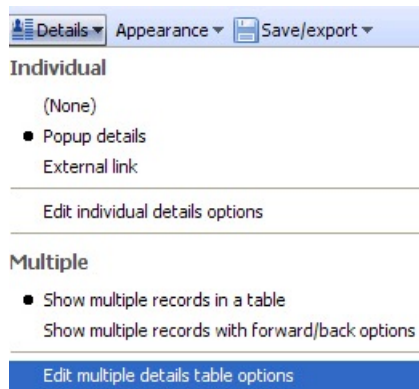 Details Appearance Save/export
Individual
(None)
Popup details
External link
Edit individual details options
Multiple
Show multiple records in a table
Show multiple records with forward/back options
Edit multiple details table options